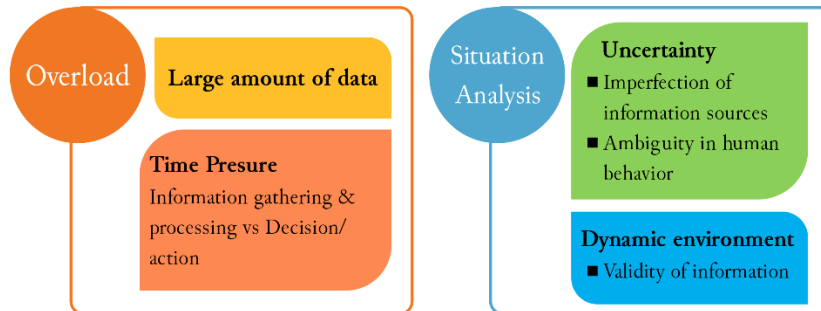 Overload
Large amount of data
Time Presure
Information gathering &
processing vs Decision/
action
Situation
Analysis
Uncertainty
■ Imperfection of
information sources
■ Ambiguity in human
behavior
Dynamic environment
■ Validity of information